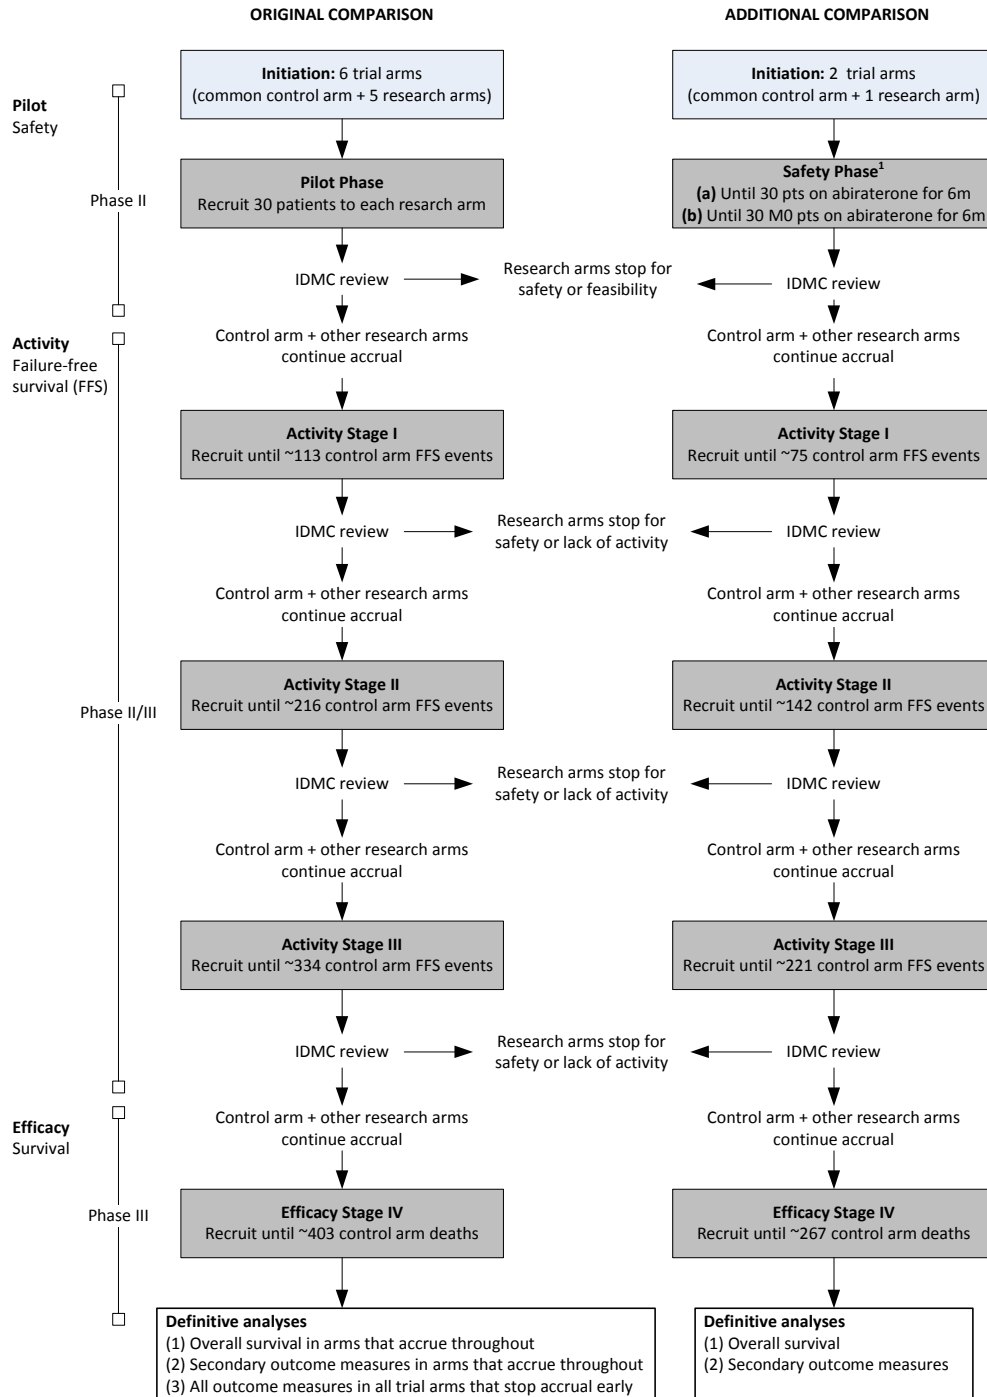 ORIGINAL COMPARISON
ADDITIONAL COMPARISON
Initiation: 6 trial arms
(common control arm + 5 research arms)
Initiation: 2 trial arms
(common control arm + 1 research arm)
Pilot
Safety
Phase II
Pilot Phase
Recruit 30 patients to each resarch arm
Safety Phase1
(a) Until 30 pts on abiraterone for 6m
(b) Until 30 M0 pts on abiraterone for 6m
IDMC review
Research arms stop for
safety or feasibility
IDMC review
Activity
Failure-free
survival (FFS)
Control arm + other research arms
continue accrual
Control arm + other research arms
continue accrual
Activity Stage I
Recruit until ~113 control arm FFS events
Activity Stage I
Recruit until ~75 control arm FFS events
IDMC review
Research arms stop for
safety or lack of activity
IDMC review
Control arm + other research arms
continue accrual
Control arm + other research arms
continue accrual
Phase II/III
Activity Stage II
Recruit until ~216 control arm FFS events
Activity Stage II
Recruit until ~142 control arm FFS events
IDMC review
Research arms stop for
safety or lack of activity
IDMC review
Control arm + other research arms
continue accrual
Control arm + other research arms
continue accrual
Activity Stage III
Recruit until ~334 control arm FFS events
Activity Stage III
Recruit until ~221 control arm FFS events
IDMC review
Research arms stop for
safety or lack of activity
IDMC review
Efficacy
Survival
Control arm + other research arms
continue accrual
Control arm + other research arms
continue accrual
Phase III
Efficacy Stage IV
Recruit until ~403 control arm deaths
Efficacy Stage IV
Recruit until ~267 control arm deaths
Definitive analyses
(1) Overall survival in arms that accrue throughout
(2) Secondary outcome measures in arms that accrue throughout
(3) All outcome measures in all trial arms that stop accrual early
Definitive analyses
(1) Overall survival
(2) Secondary outcome measures